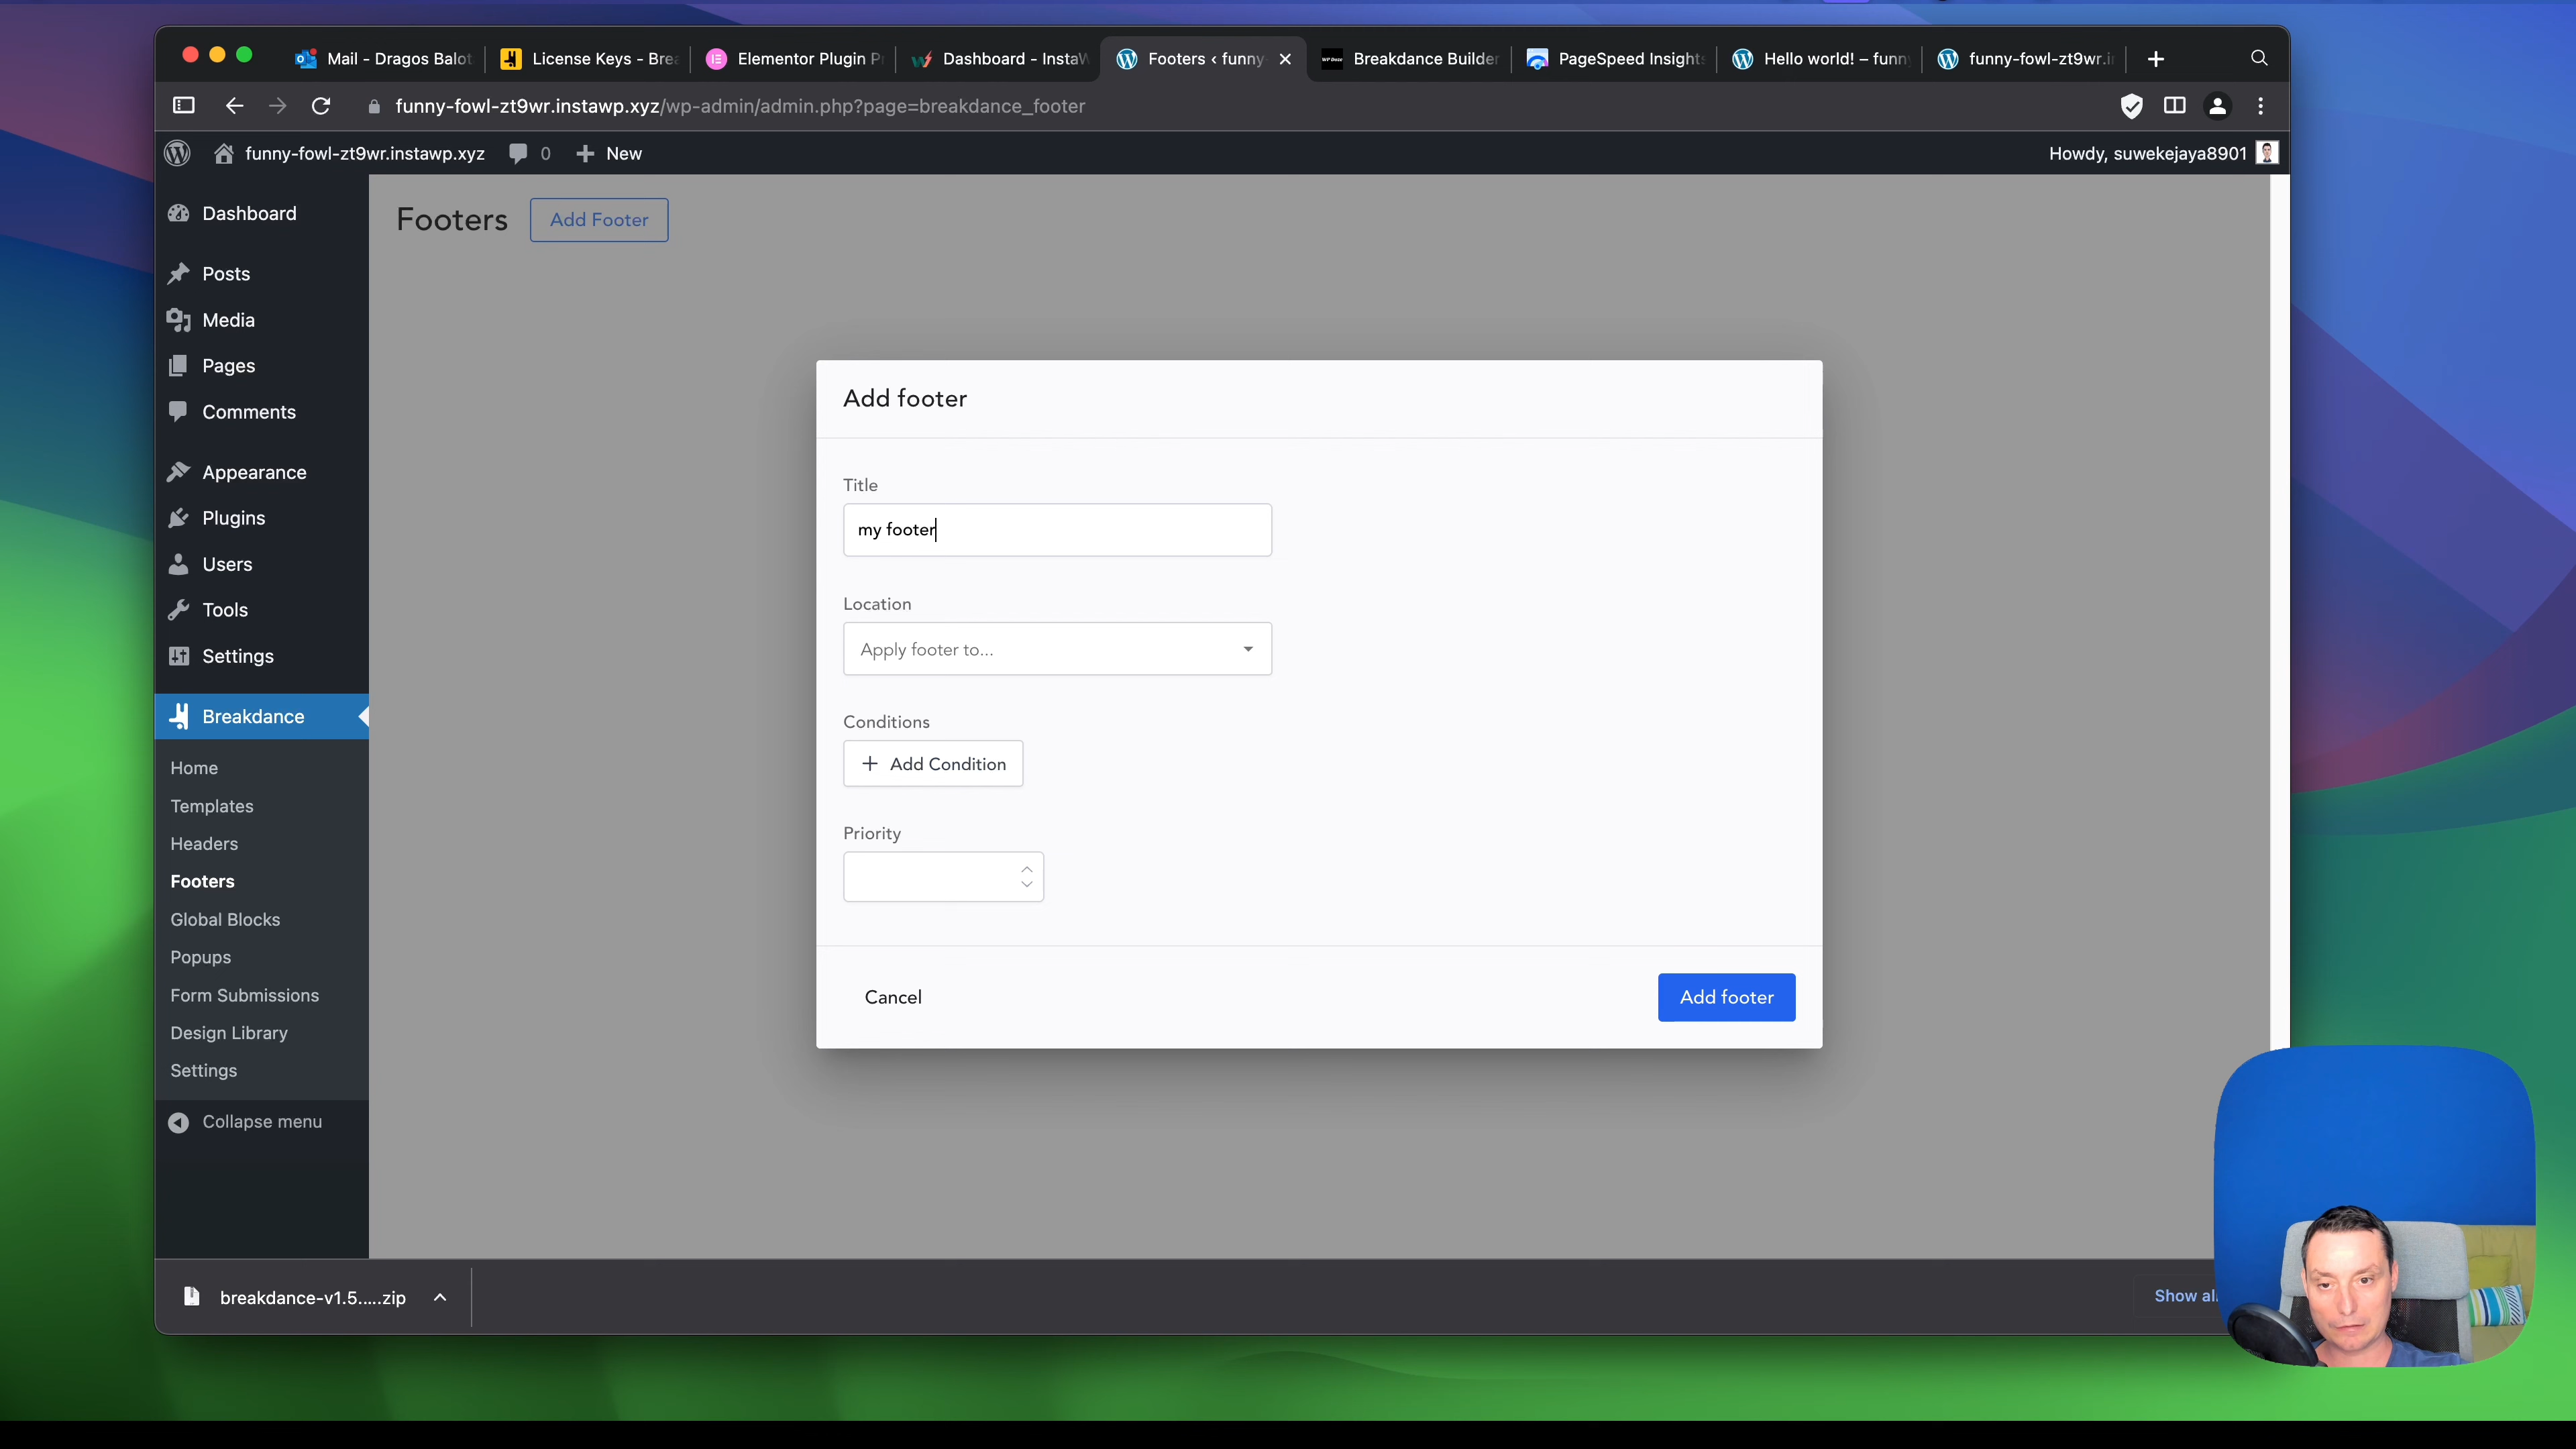 Mail - Dragos Balot
License Keys - Brea
Elementor Plugin P
Dashboard - InstaW
Footers ‹ funny
Breakdance Builder
PageSpeed Insights
Hello world! – funn
funny-fowl-zt9wr.i
funny-fowl-zt9wr.instawp.xyz/wp-admin/admin.php?page=breakdance_footer
funny-fowl-zt9wr.instawp.xyz
0
New
Howdy, suwekejaya8901
Dashboard
Posts
Media
Pages
Comments
Appearance
Plugins
Users
Tools
Settings
Breakdance
Home
Templates
Headers
Footers
Global Blocks
Popups
Form Submissions
Design Library
Settings
Collapse menu
Footers
Add Footer
Add footer
Title
my footer
Location
Apply footer to...
Conditions
Add Condition
Priority
Cancel
Add footer
breakdance-v1.5.....zip
Show all